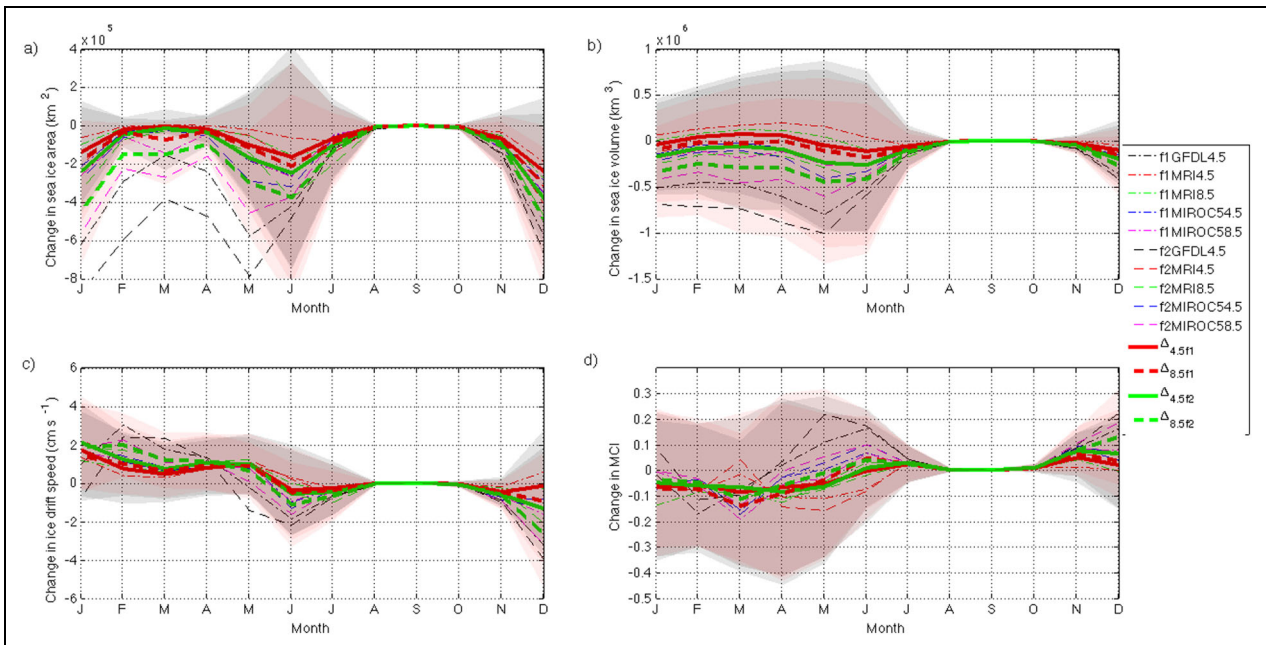 a)
x 10 5
4
2
0
-2
-4
-6
-8
Change in sea ice area (km 2)
J F M A M J J A S O N D
Month
b)
x 10 6
1
0.5
0
-0.5
-1
-1.5
Change in sea ice volume (km 3)
J F M A M J J A S O N D
Month
c)
6
4
2
0
-2
-4
-6
Change in ice drift speed (cm s -1)
J F M A M J J A S O N D
Month
d)
0.4
0.3
0.2
0.1
0
-0.1
-0.2
-0.3
-0.4
-0.5
Change in MCI
J F M A M J J A S O N D
Month
f1GFDL4.5
f1MRI4.5
f1MRI8.5
f1MIROC54.5
f1MIROC58.5
f2GFDL4.5
f2MRI4.5
f2MRI8.5
f2MIROC54.5
f2MIROC58.5
Δ4.5f1
Δ8.5f1
Δ4.5f2
Δ8.5f2